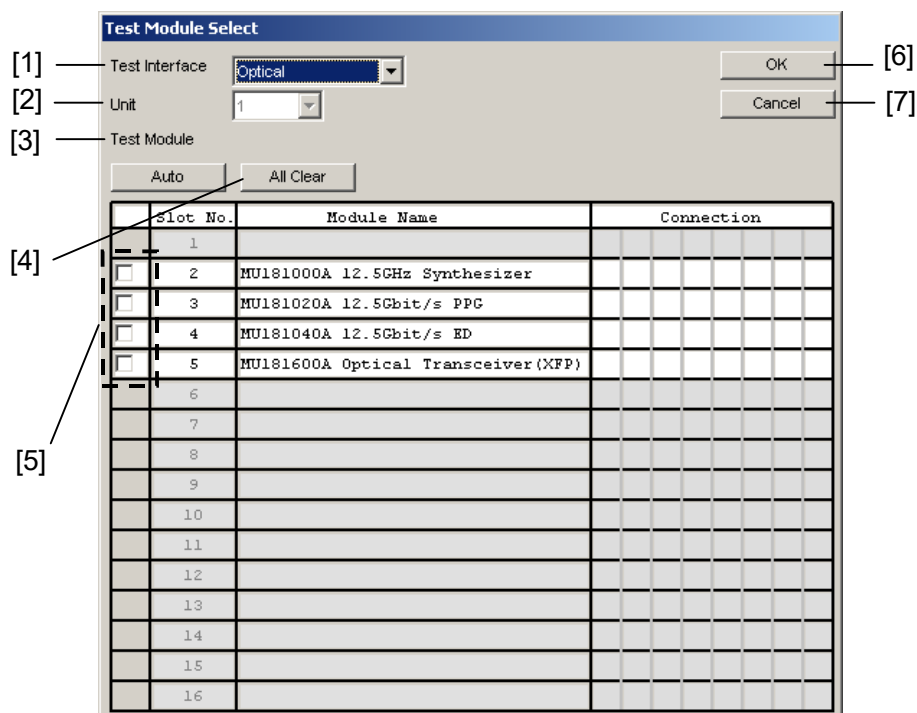 Test Module Select
[1] Test Interface Optical OK [6]
[2] Unit 1 Cancel [7]
[3] Test Module
Auto All Clear
[4]
Slot No. Module Name Connection
1
2 MU181000A 12.5GHz Synthesizer
3 MU181020A 12.5Gbit/s PPG
4 MU181040A 12.5Gbit/s ED
5 MU181600A Optical Transceiver(XFP)
[5]
6
7
8
9
10
11
12
13
14
15
16